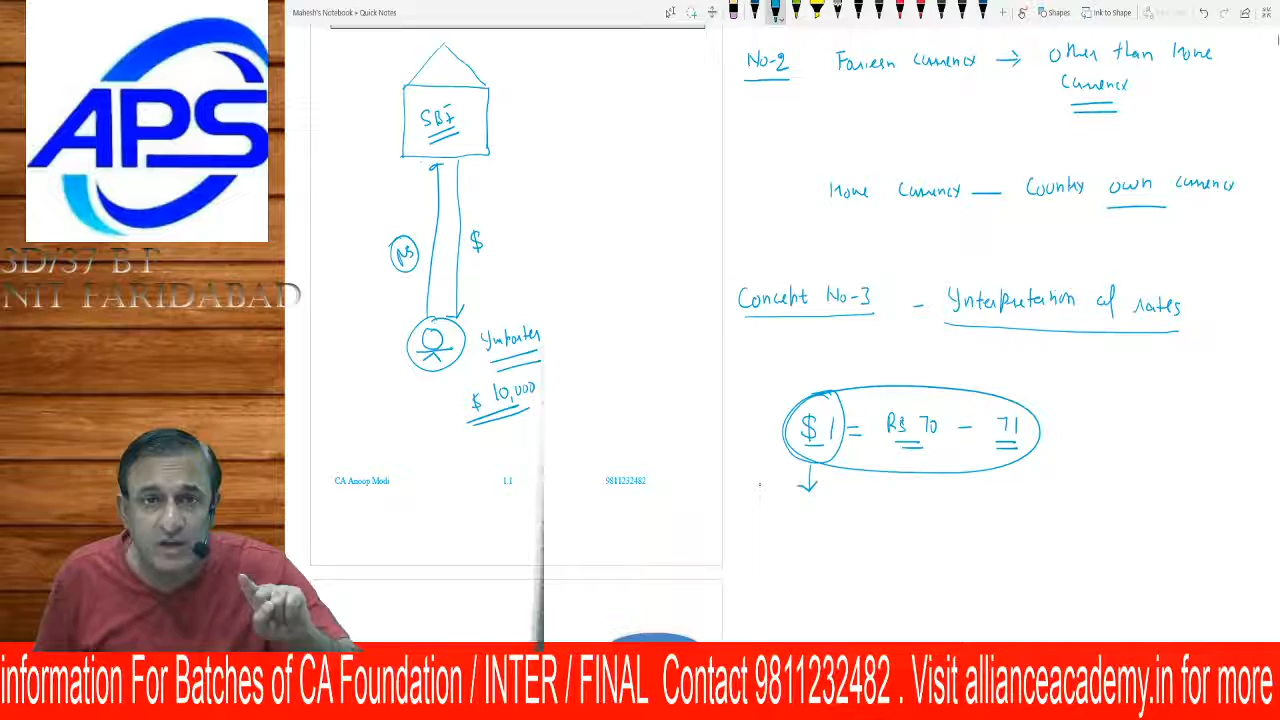 Mahesh's Notebook » Quick Notes
Shapes
Ink to Shape
APS
3D/37 B.P.
NIT FARIDABAD
SBI
Rs
$
Importer
$ 10,000
CA Anoop Modi
1.1
9811232482
No-2 Foriegn currency → other than Home
currency
Home currency — Country own currency
Concept No-3 - Interpretation of rates
$ 1 = Rs 70 - 71
information For Batches of CA Foundation / INTER / FINAL Contact 9811232482 . Visit allianceacademy.in for more